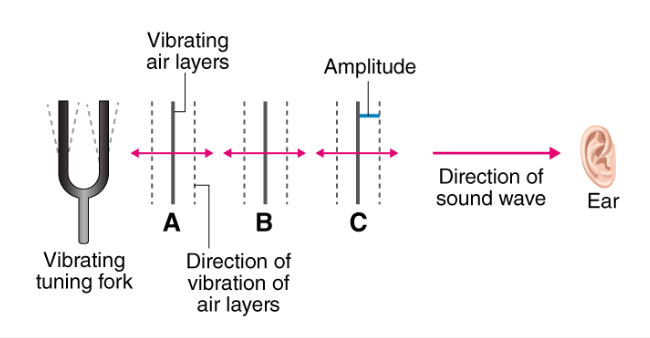 Vibrating
air layers
Amplitude
A
B
C
Direction of
sound wave
Ear
Vibrating
tuning fork
Direction of
vibration of
air layers